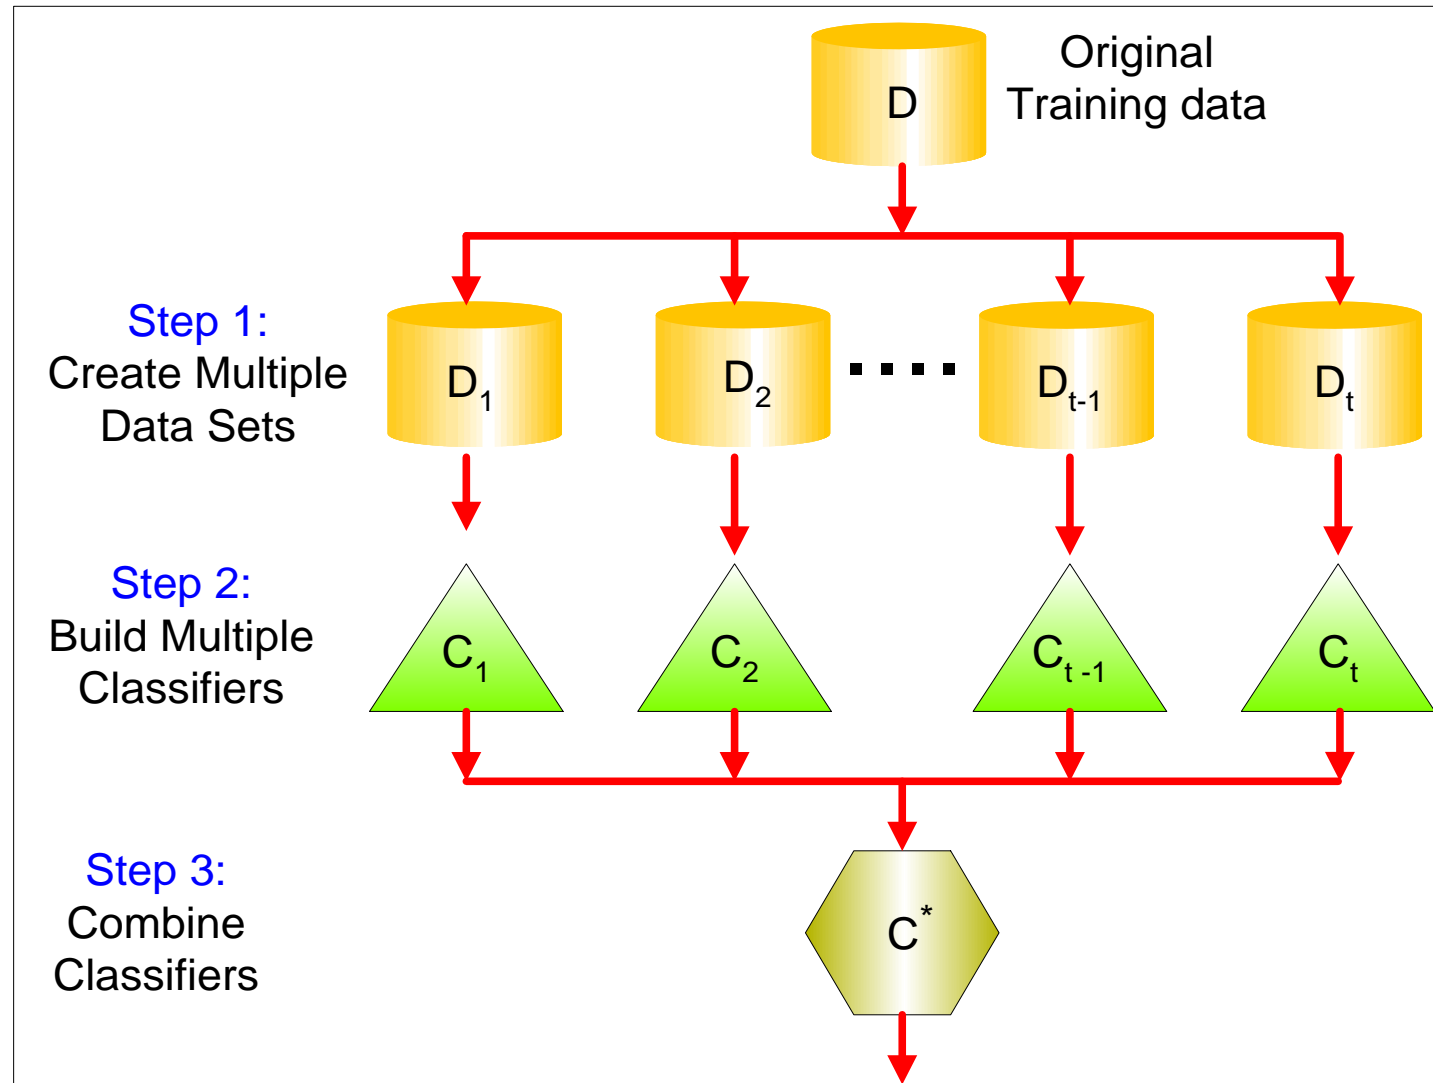 Original
Training data
D
Step 1:
Create Multiple
Data Sets
D₁
D₂
Dₜ₋₁
Dₜ
Step 2:
Build Multiple
Classifiers
C₁
C₂
Cₜ ₋₁
Cₜ
Step 3:
Combine
Classifiers
C*